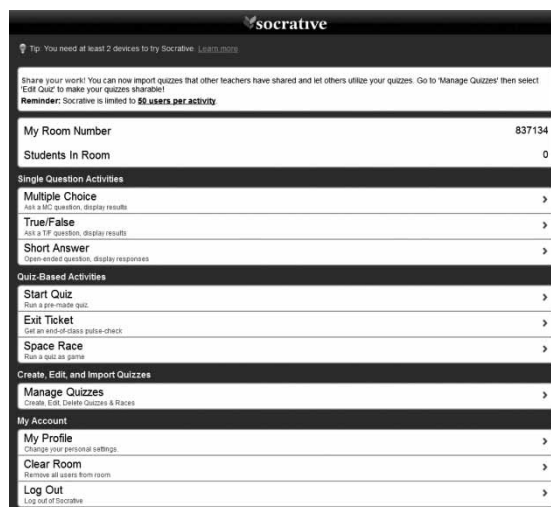 socrative
Tip: You need at least 2 devices to try Socrative. Learn more
Share your work! You can now import quizzes that other teachers have shared and let others utilize your quizzes. Go to 'Manage Quizzes' then select
'Edit Quiz' to make your quizzes sharable!
Reminder: Socrative is limited to 50 users per activity.
My Room Number 837134
Students In Room 0
Single Question Activities
Multiple Choice
Ask a MC question, display results
True/False
Ask a T/F question, display results
Short Answer
Open-ended question, display responses
Quiz-Based Activities
Start Quiz
Run a pre-made quiz.
Exit Ticket
Get an end-of-class pulse-check
Space Race
Run a quiz as game
Create, Edit, and Import Quizzes
Manage Quizzes
Create, Edit, Delete Quizzes & Races
My Account
My Profile
Change your personal settings.
Clear Room
Remove all users from room
Log Out
Log out of Socrative